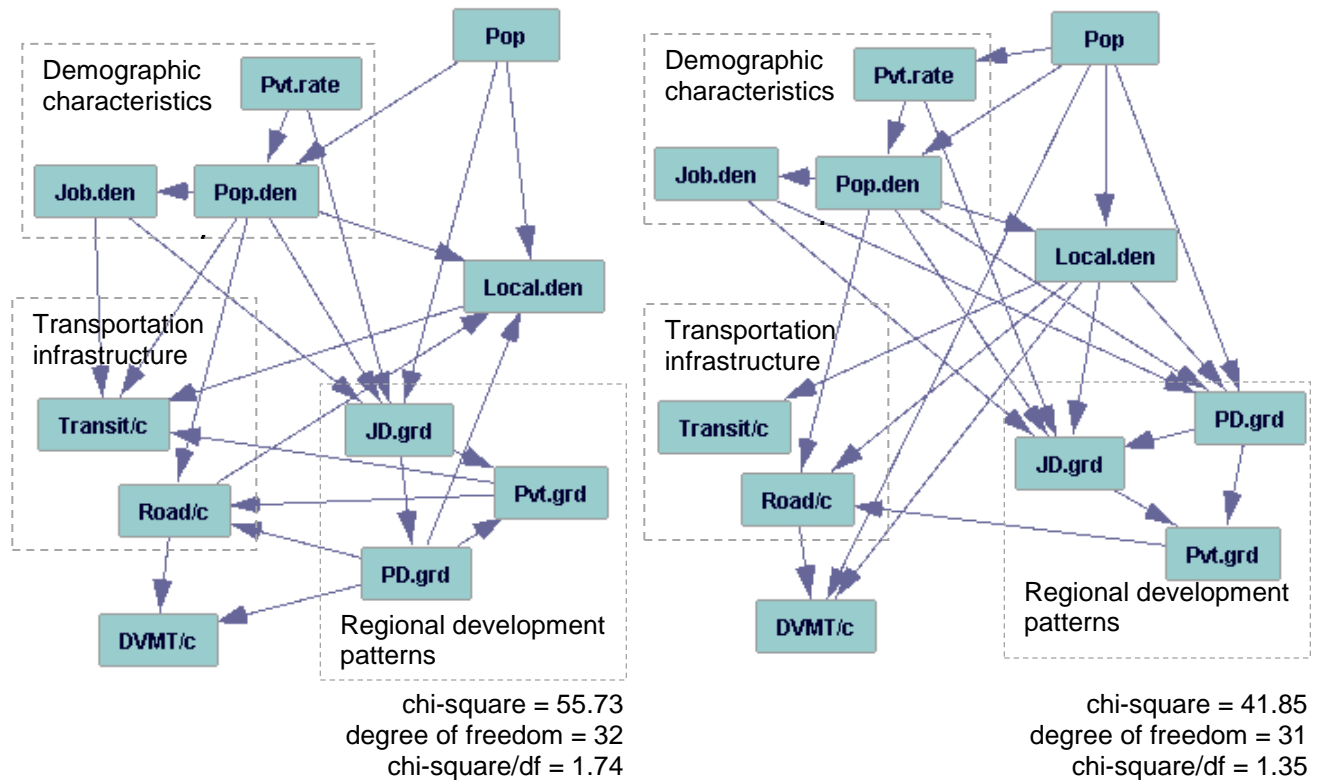 Pop
Demographic
characteristics
Pvt.rate
Job.den
Pop.den
Local.den
Transportation
infrastructure
Transit/c
JD.grd
Pvt.grd
Road/c
PD.grd
DVMT/c
Regional development
patterns
chi-square = 55.73
degree of freedom = 32
chi-square/df = 1.74
Pop
Demographic
characteristics
Pvt.rate
Job.den
Pop.den
Local.den
Transportation
infrastructure
Transit/c
PD.grd
JD.grd
Road/c
Pvt.grd
DVMT/c
Regional development
patterns
chi-square = 41.85
degree of freedom = 31
chi-square/df = 1.35